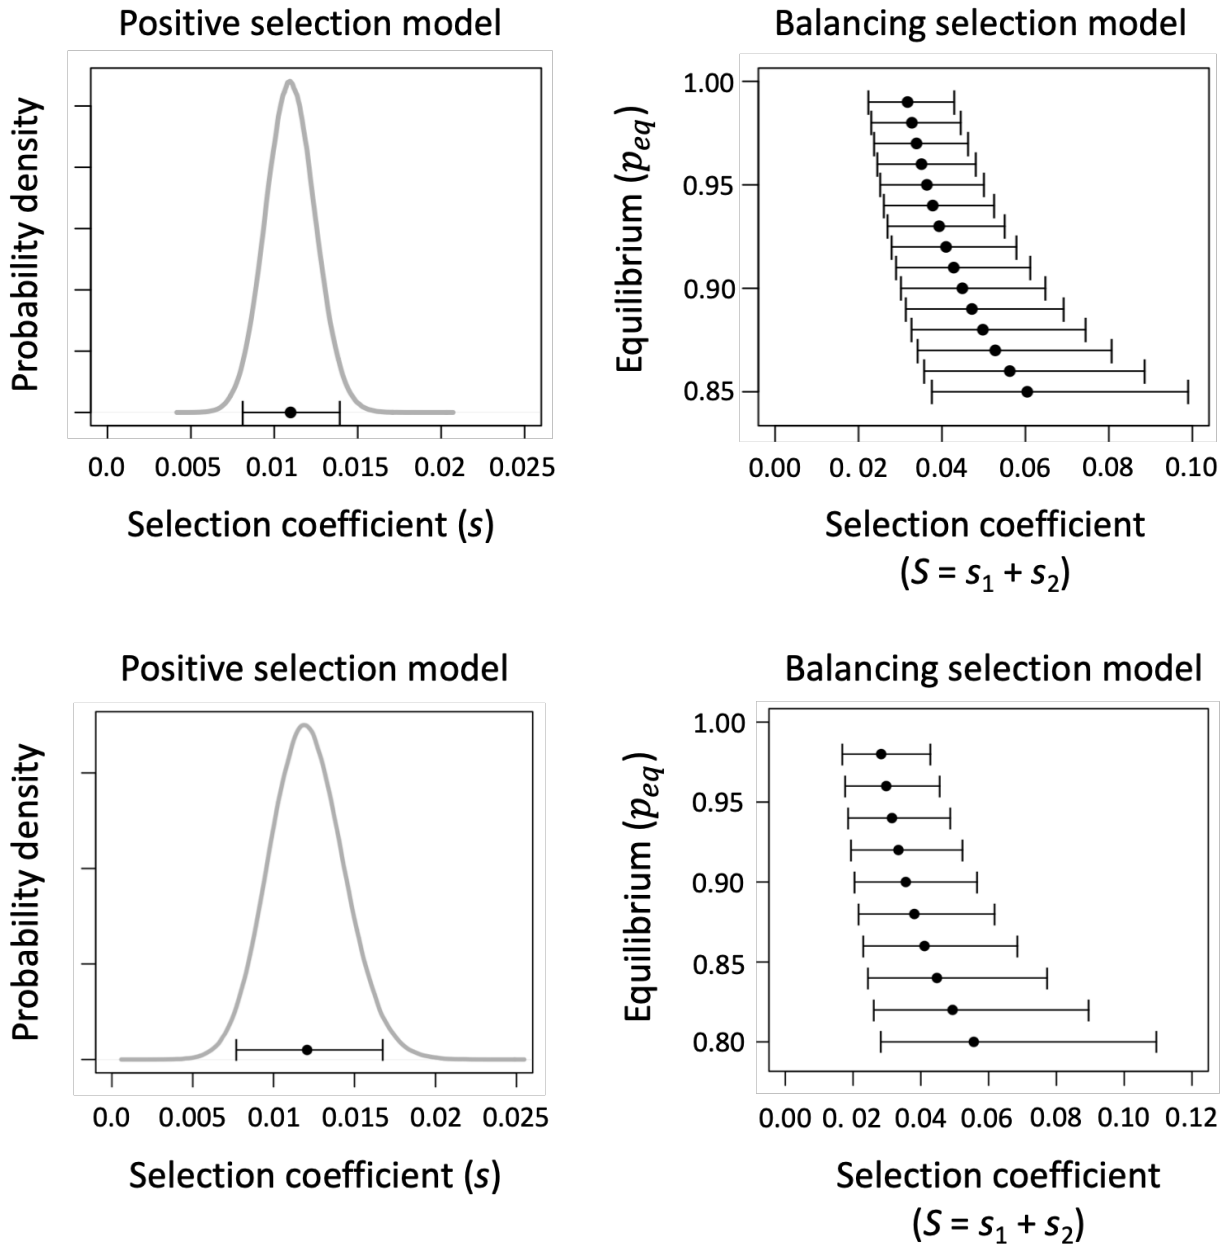 Positive selection model
Balancing selection model
Probability density
Equilibrium (p_eq)
1.00
0.95
0.90
0.85
0.0 0.005 0.01 0.015 0.02 0.025
0.00 0. 02 0.04 0.06 0.08 0.10
Selection coefficient (s)
Selection coefficient
(S = s₁ + s₂)
Positive selection model
Balancing selection model
Probability density
Equilibrium (p_eq)
1.00
0.95
0.90
0.85
0.80
0.0 0.005 0.01 0.015 0.02 0.025
0.00 0. 02 0.04 0.06 0.08 0.10 0.12
Selection coefficient (s)
Selection coefficient
(S = s₁ + s₂)